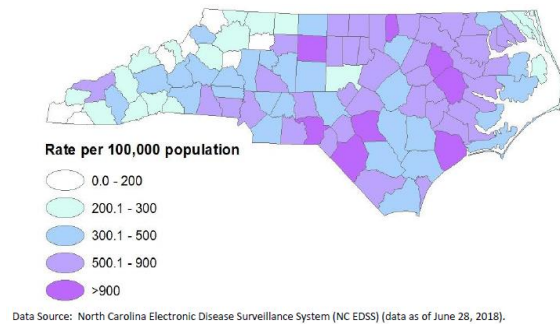 Rate per 100,000 population
0.0 - 200
200.1 - 300
300.1 - 500
500.1 - 900
>900
Data Source: North Carolina Electronic Disease Surveillance System (NC EDSS) (data as of June 28, 2018).